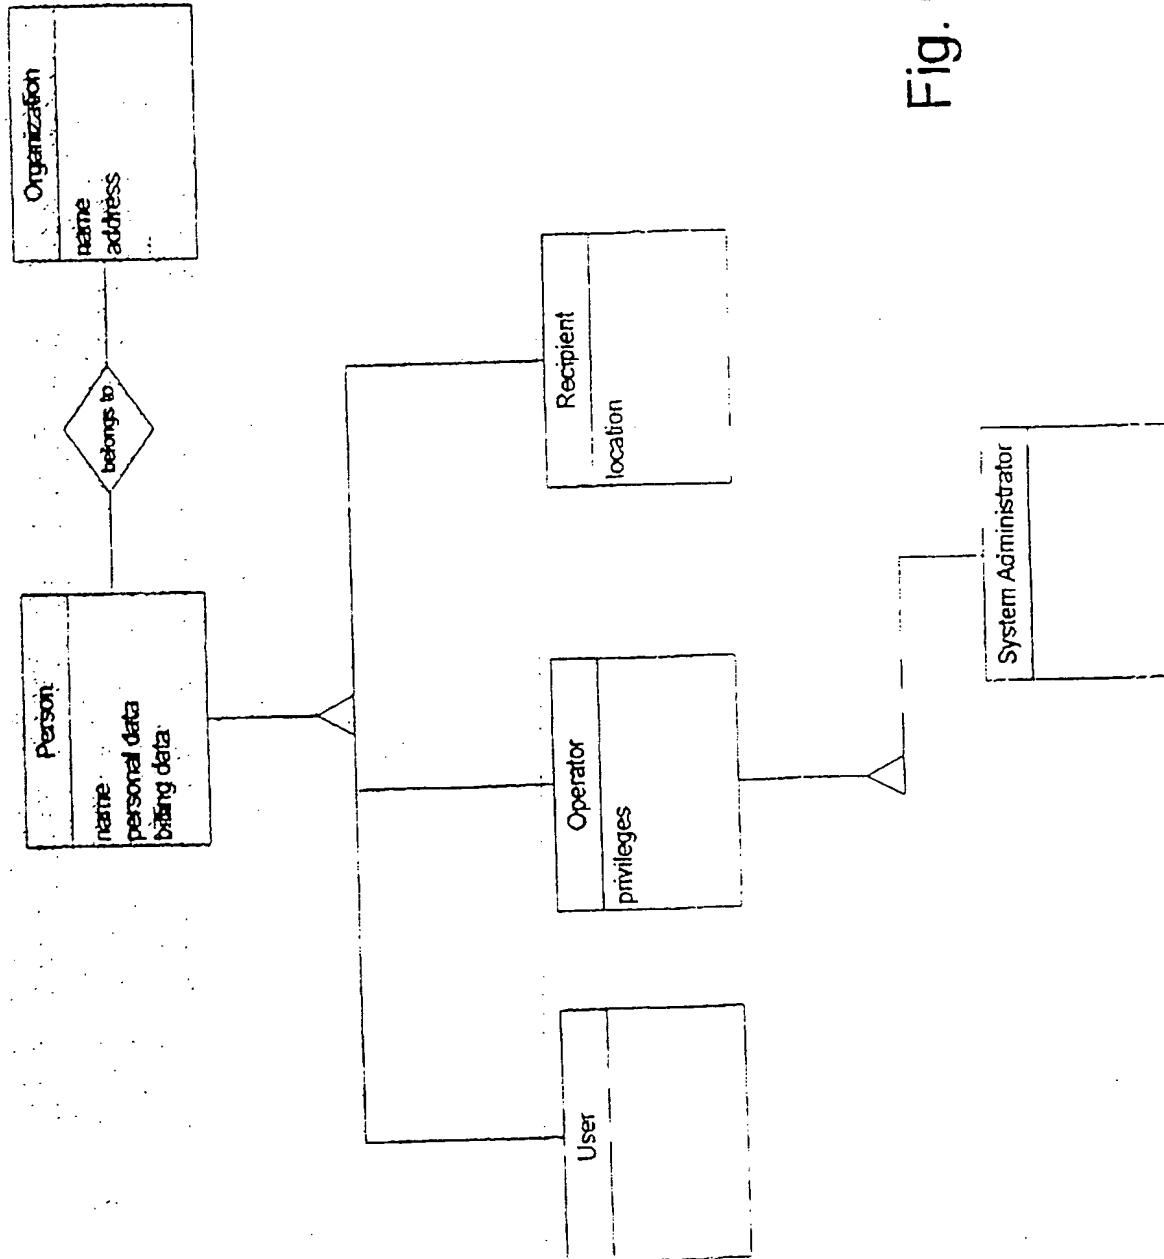 Person
name
personal data
billing data
belongs to
Organization
name
address
User
Operator
privileges
Recipient
location
System Administrator
Fig.